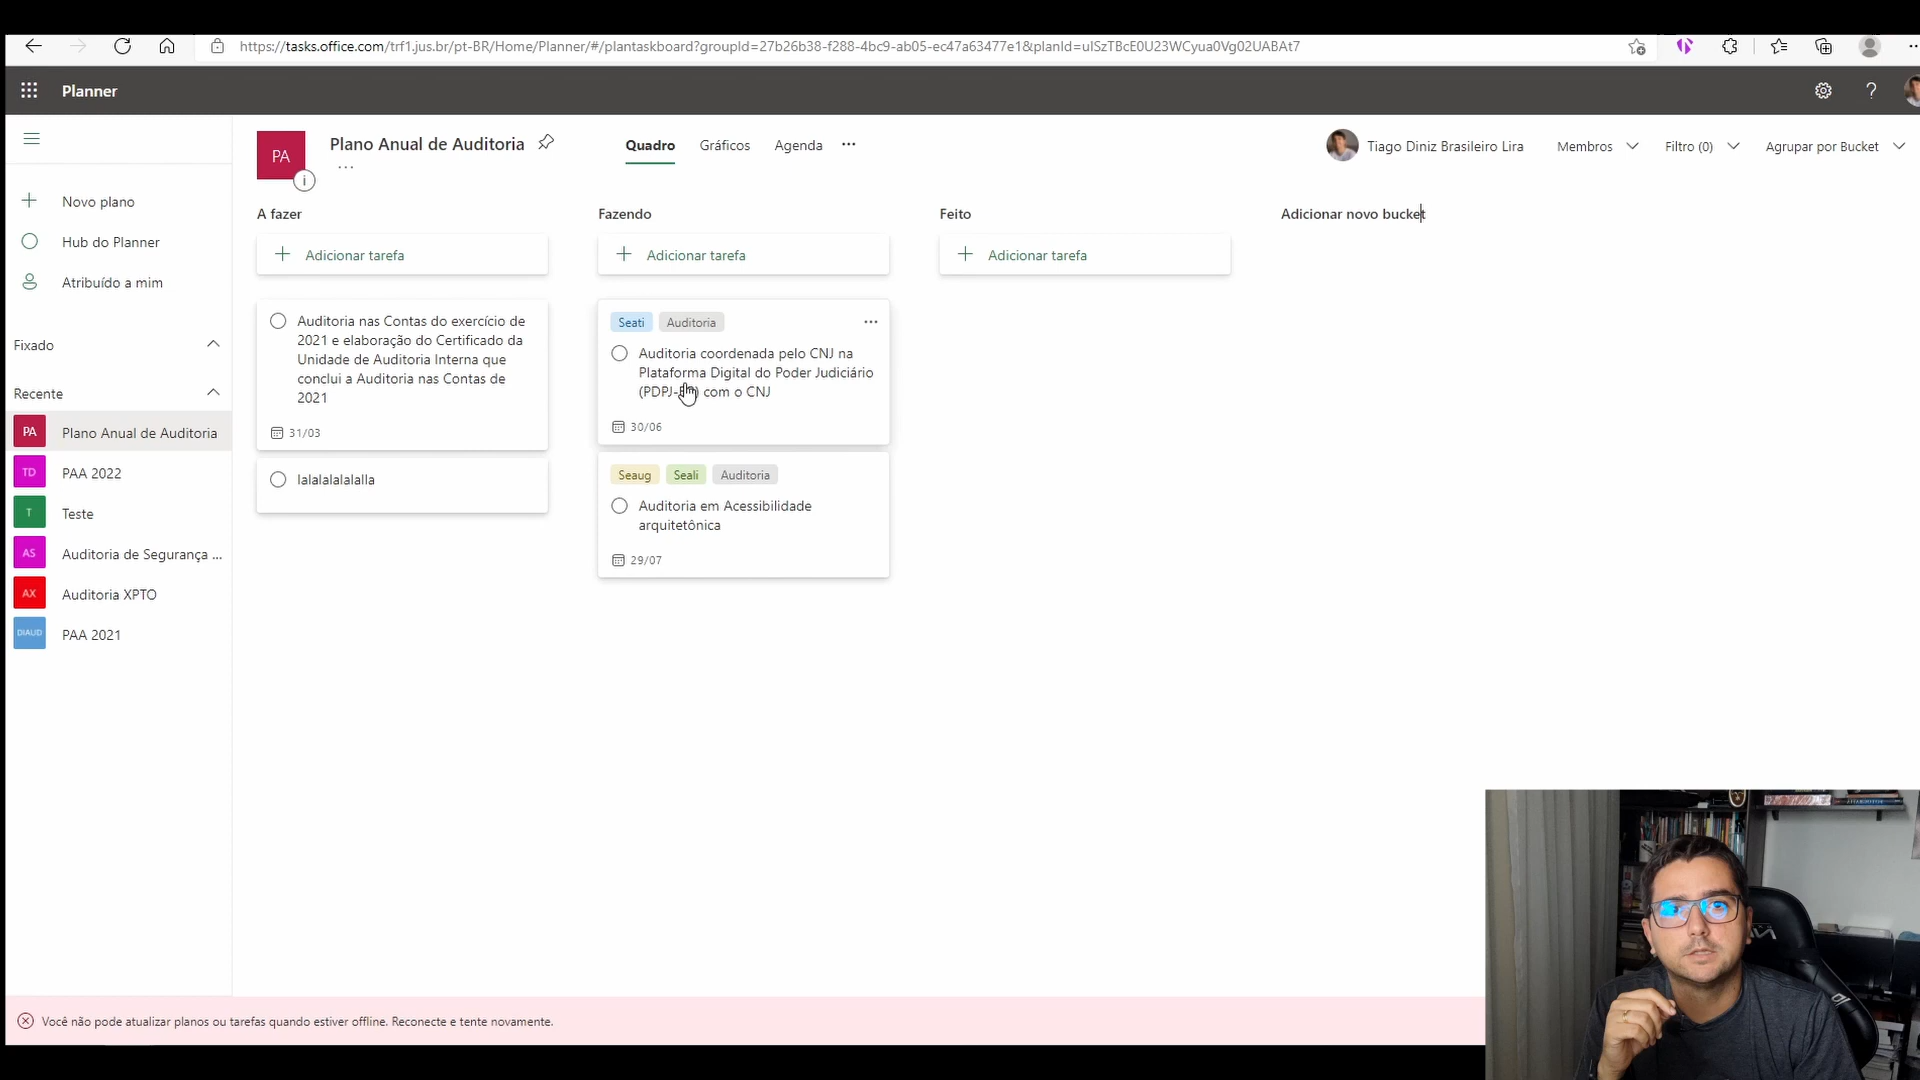 https://tasks.office.com/trf1.jus.br/pt-BR/Home/Planner/#/plantaskboard?groupId=27b26b38-f288-4bc9-ab05-ec47a63477e1&planId=uISzTBcE0U23WCyua0Vg02UABAt7
Planner
?
PA
Plano Anual de Auditoria
Quadro
Gráficos
Agenda
Tiago Diniz Brasileiro Lira
Membros
Filtro (0)
Agrupar por Bucket
Novo plano
Hub do Planner
Atribuído a mim
Fixado
Recente
PA Plano Anual de Auditoria
TD PAA 2022
T Teste
AS Auditoria de Segurança ...
AX Auditoria XPTO
DIAUD PAA 2021
A fazer
Adicionar tarefa
Auditoria nas Contas do exercício de
2021 e elaboração do Certificado da
Unidade de Auditoria Interna que
conclui a Auditoria nas Contas de
2021
31/03
lalalalalalalla
Fazendo
Adicionar tarefa
Seati Auditoria
Auditoria coordenada pelo CNJ na
Plataforma Digital do Poder Judiciário
com o CNJ
30/06
Seaug Seali Auditoria
Auditoria em Acessibilidade
arquitetônica
29/07
Feito
Adicionar tarefa
Adicionar novo bucket
Você não pode atualizar planos ou tarefas quando estiver offline. Reconecte e tente novamente.